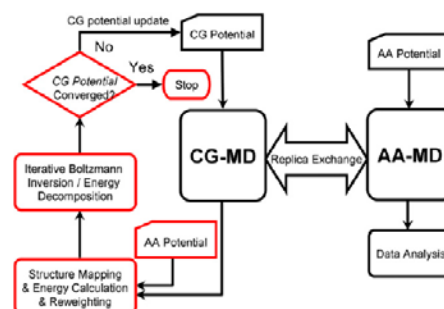 CG potential update
No
CG Potential
AA Potential
Yes
CG Potential
Converged?
Stop
CG-MD
Replica Exchange
AA-MD
Iterative Boltzmann
Inversion / Energy
Decomposition
AA Potential
Data Analysis
Structure Mapping
& Energy Calculation
& Reweighting